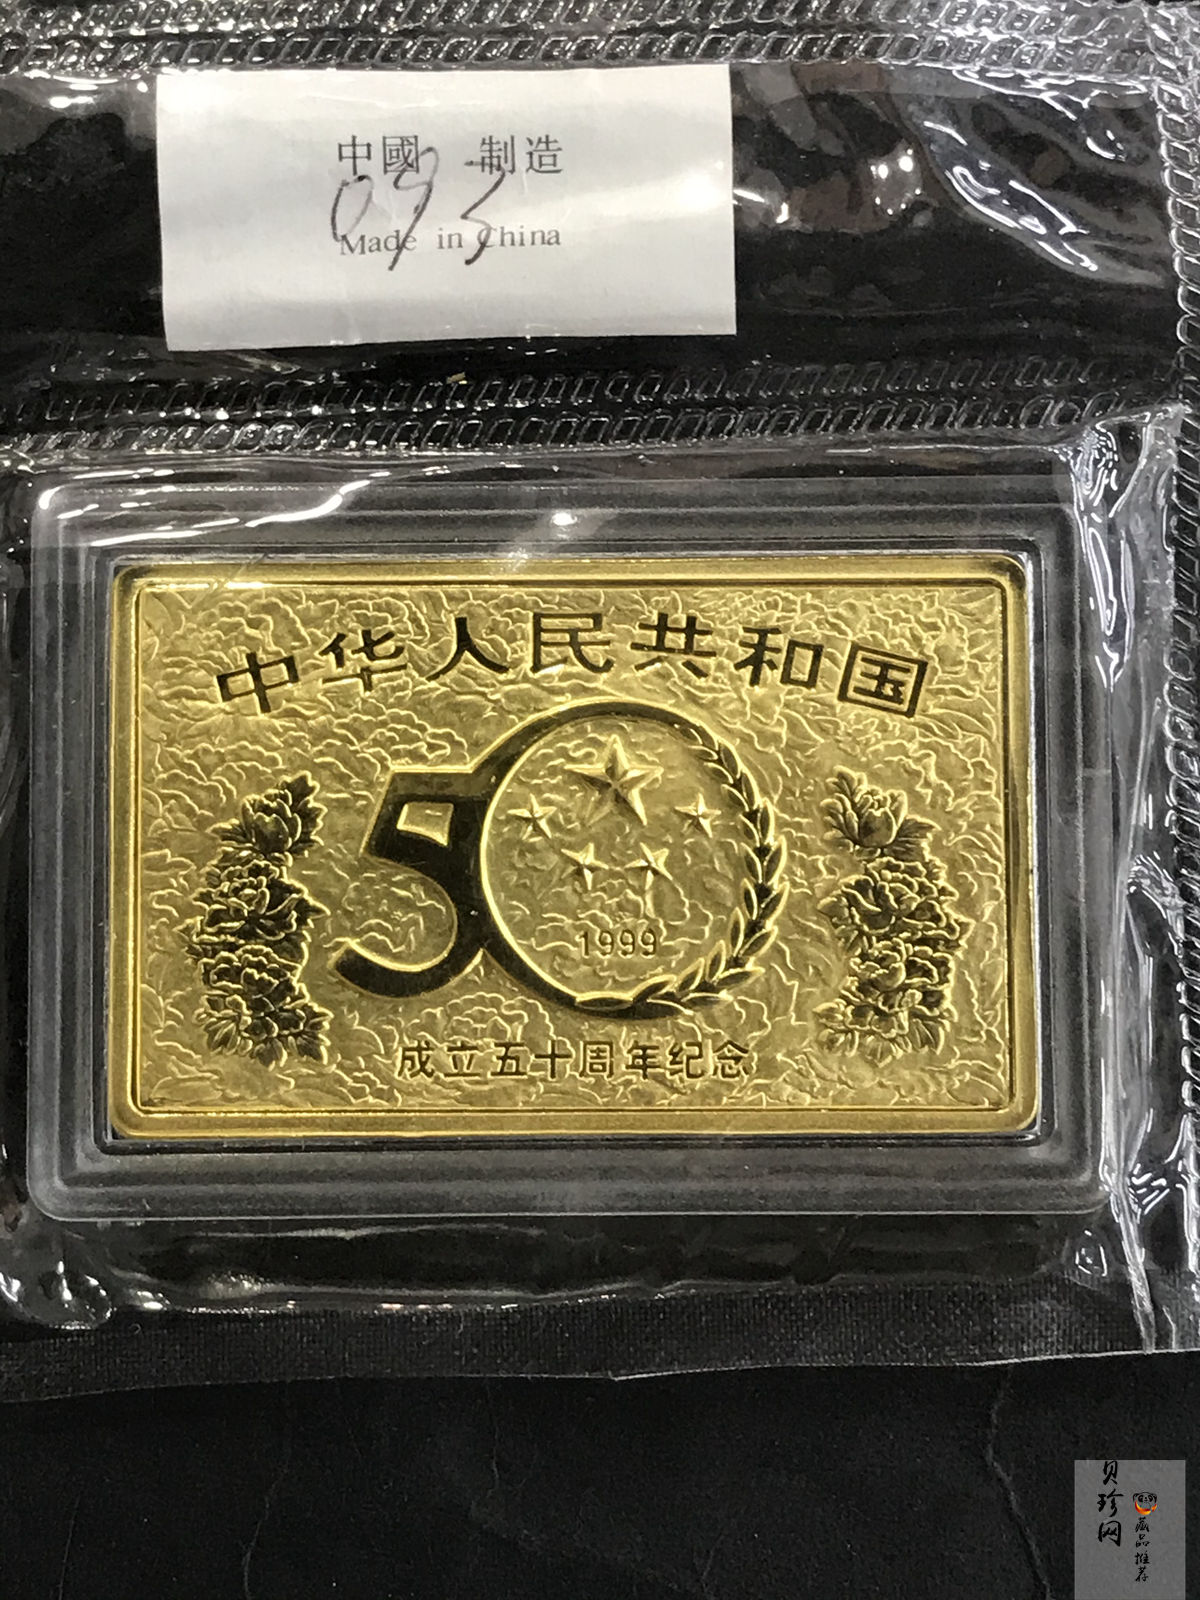 中國 制造
093
Made in China
中华人民共和国
50
1999
成立五十周年纪念
贝珍网
藏品推荐